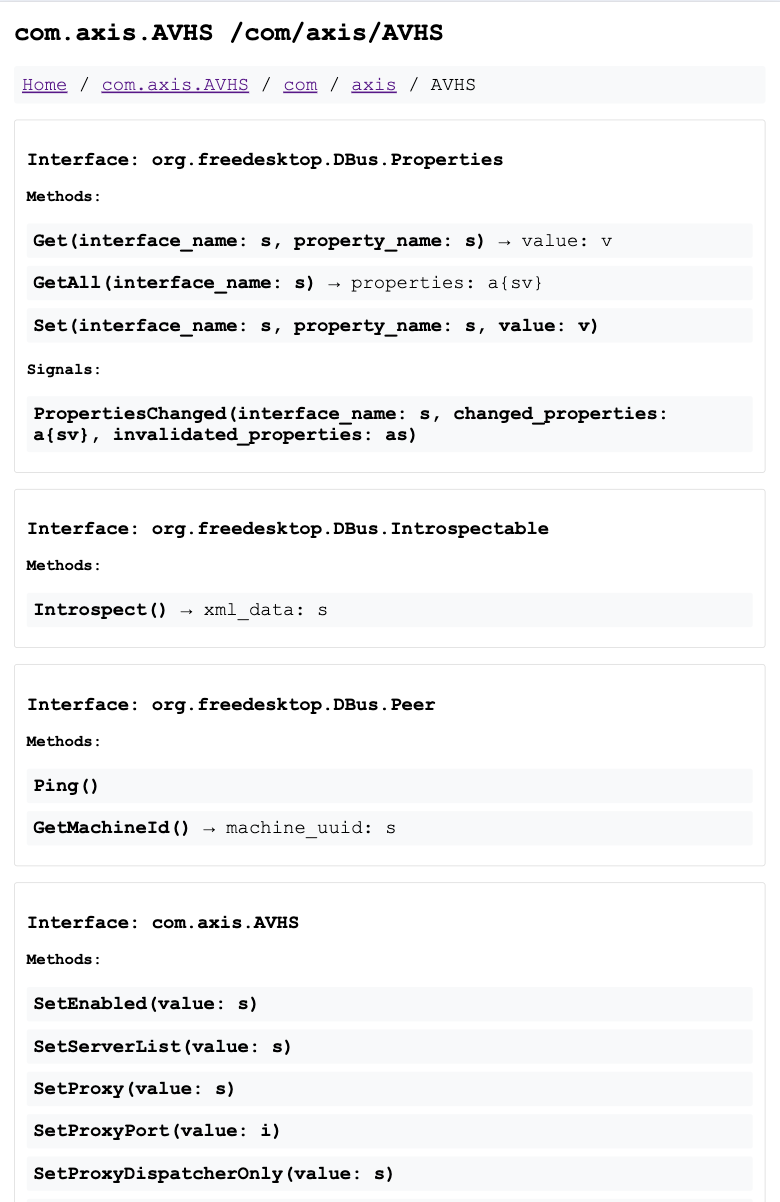 com.axis.AVHS /com/axis/AVHS
Home / com.axis.AVHS / com / axis / AVHS
Interface: org.freedesktop.DBus.Properties
Methods:
Get(interface_name: s, property_name: s) → value: v
GetAll(interface_name: s) → properties: a{sv}
Set(interface_name: s, property_name: s, value: v)
Signals:
PropertiesChanged(interface_name: s, changed_properties:
a{sv}, invalidated_properties: as)
Interface: org.freedesktop.DBus.Introspectable
Methods:
Introspect() → xml_data: s
Interface: org.freedesktop.DBus.Peer
Methods:
Ping()
GetMachineId() → machine_uuid: s
Interface: com.axis.AVHS
Methods:
SetEnabled(value: s)
SetServerList(value: s)
SetProxy(value: s)
SetProxyPort(value: i)
SetProxyDispatcherOnly(value: s)